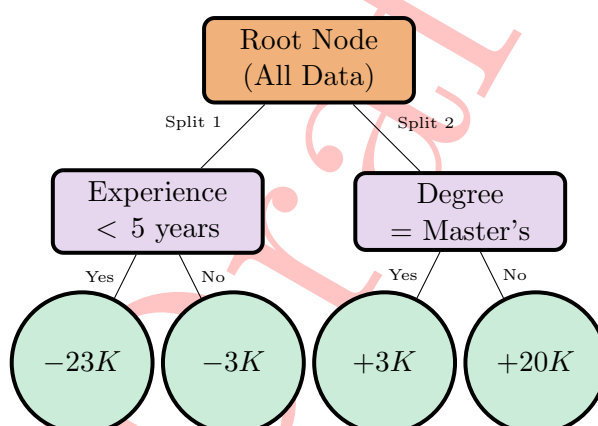 Root Node
(All Data)
Split 1
Split 2
Experience
< 5 years
Degree
= Master's
Yes
No
Yes
No
−23K
−3K
+3K
+20K